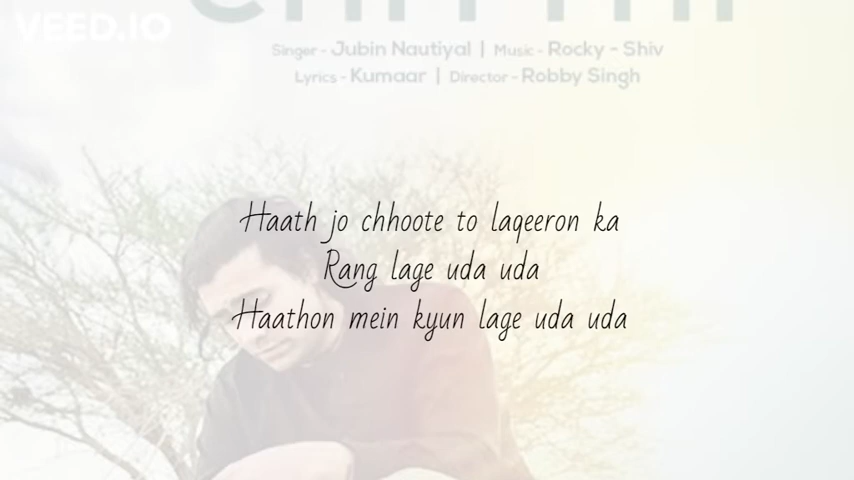 VEED.IO
Singer - Jubin Nautiyal | Music - Rocky - Shiv
Lyrics - Kumaar | Director - Robby Singh
Haath jo chhoote to laqeeron ka
Rang lage uda uda
Haathon mein kyun lage uda uda